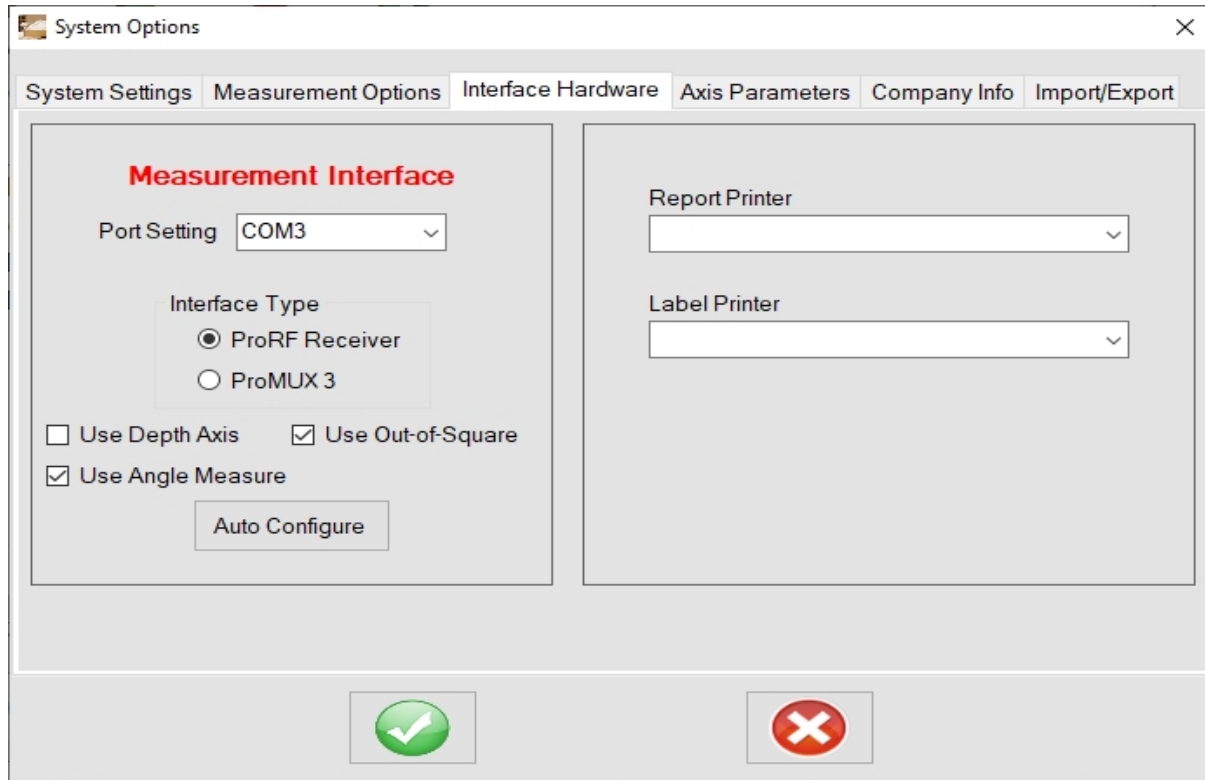 System Options
System Settings Measurement Options Interface Hardware Axis Parameters Company Info Import/Export
Measurement Interface
Port Setting COM3
Interface Type
ProRF Receiver
ProMUX 3
Use Depth Axis Use Out-of-Square
Use Angle Measure
Auto Configure
Report Printer
Label Printer